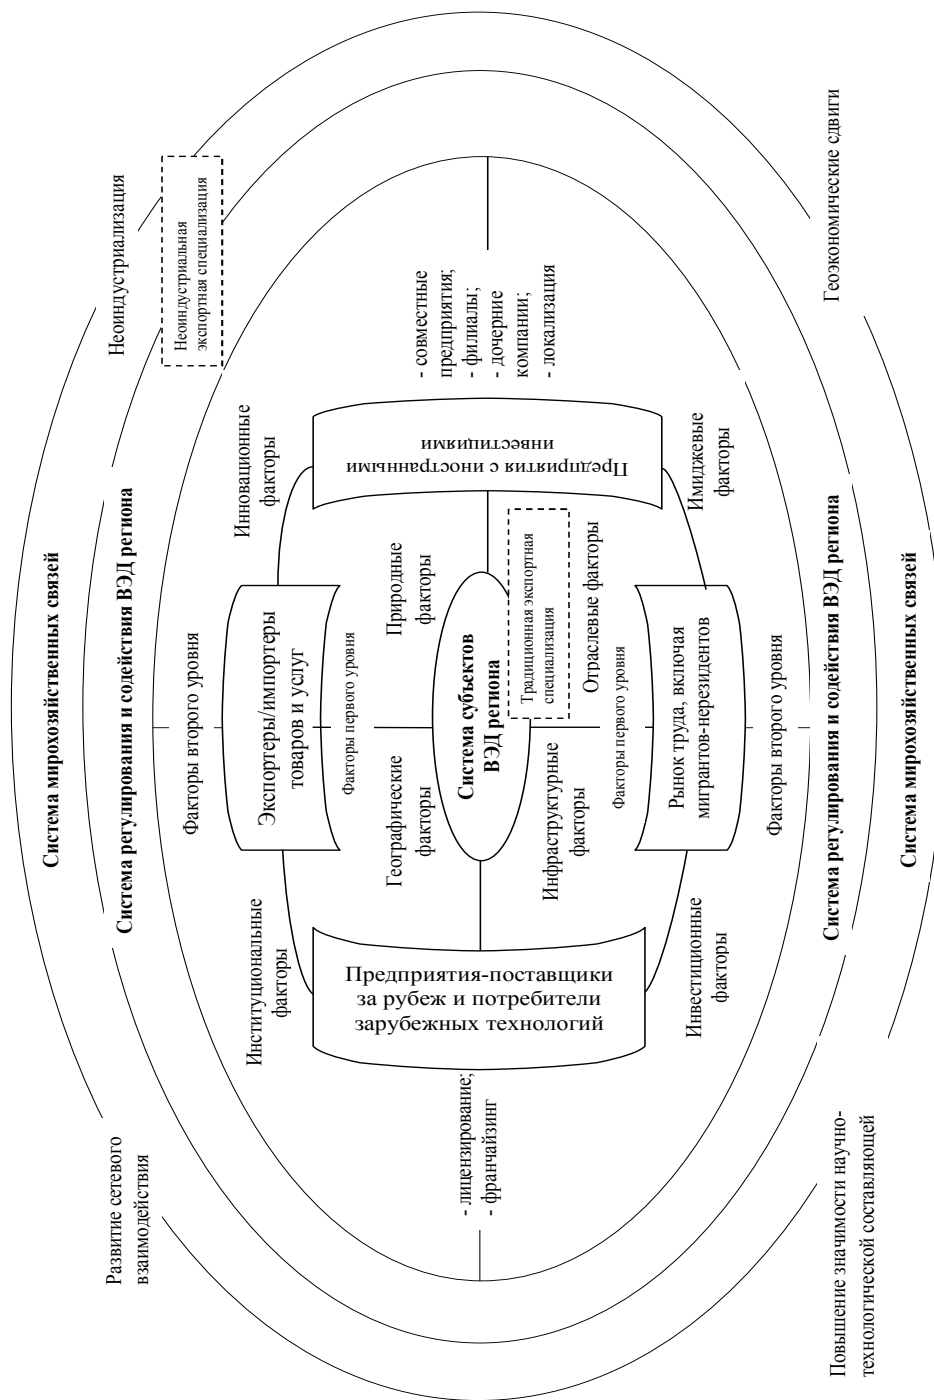 Система мирохозяйственных связей
Развитие сетевого
взаимодействия
Неоиндустриализация
Система регулирования и содействия ВЭД региона
Неоиндустриальная
экспортная специализация
Факторы второго уровня
Институциональные
факторы
Экспортеры/импортеры
товаров и услуг
Инновационные
факторы
Факторы первого уровня
Географические
факторы
Природные
факторы
Предприятия-поставщики
за рубеж и потребители
зарубежных технологий
- лицензирование;
- франчайзинг
Система субъектов
ВЭД региона
Предприятия с иностранными
инвестициями
- совместные
предприятия;
- филиалы;
- дочерние
компании;
- локализация
Традиционная экспортная
специализация
Инфраструктурные
факторы
Отраслевые факторы
Факторы первого уровня
Рынок труда, включая
мигрантов-нерезидентов
Инвестиционные
факторы
Имиджевые
факторы
Факторы второго уровня
Система регулирования и содействия ВЭД региона
Повышение значимости научно-
технологической составляющей
Геоэкономические сдвиги
Система мирохозяйственных связей